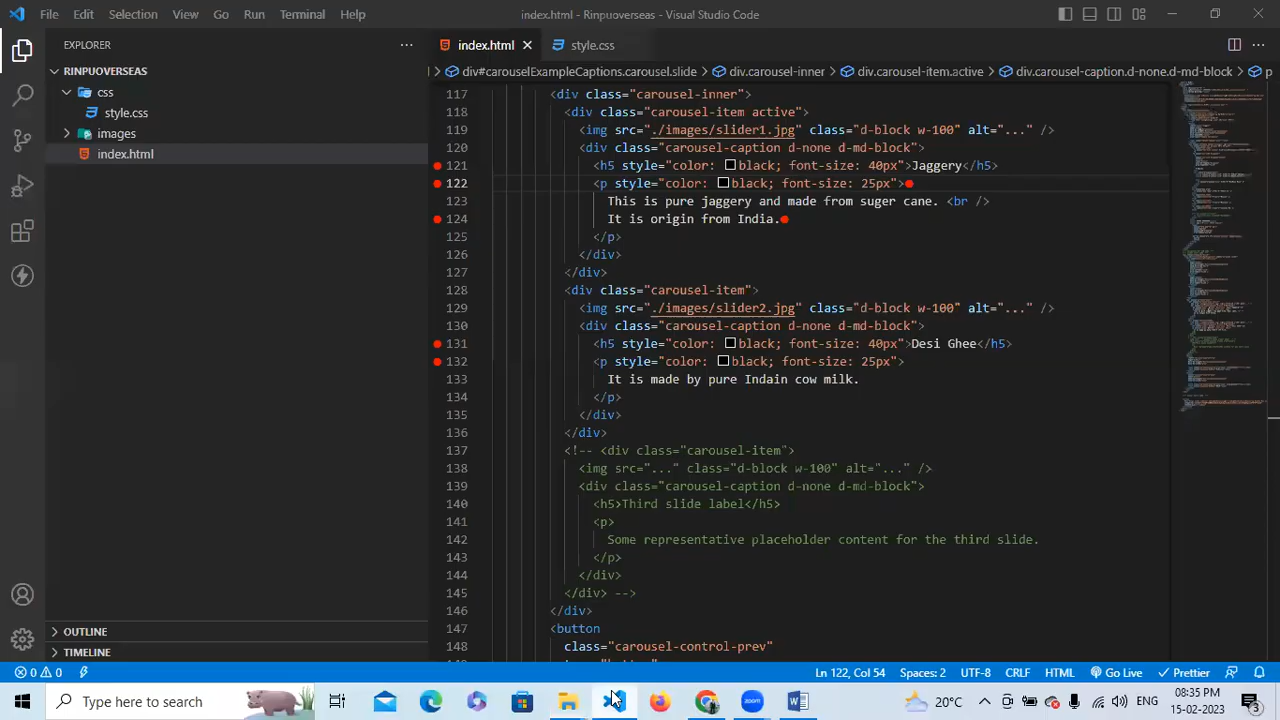 File Edit Selection View Go Run Terminal Help
index.html - Rinpuoverseas - Visual Studio Code
EXPLORER
RINPUOVERSEAS
css
style.css
images
index.html
OUTLINE
TIMELINE
index.html
style.css
div#carouselExampleCaptions.carousel.slide > div.carousel-inner > div.carousel-item.active > div.carousel-caption.d-none.d-md-block > p
117 <div class="carousel-inner">
118 <div class="carousel-item active">
119 <img src="./images/slider1.jpg" class="d-block w-100" alt="..." />
120 <div class="carousel-caption d-none d-md-block">
121 <h5 style="color: black; font-size: 40px">Jaggery</h5>
122 <p style="color: black; font-size: 25px">
123 This is pure jaggery and made from suger cane. <br />
124 It is origin from India.
125 </p>
126 </div>
127 </div>
128 <div class="carousel-item">
129 <img src="./images/slider2.jpg" class="d-block w-100" alt="..." />
130 <div class="carousel-caption d-none d-md-block">
131 <h5 style="color: black; font-size: 40px">Desi Ghee</h5>
132 <p style="color: black; font-size: 25px">
133 It is made by pure Indan cow milk.
134 </p>
135 </div>
136 </div>
137 <!-- <div class="carousel-item">
138 <img src="..." class="d-block w-100" alt="..." />
139 <div class="carousel-caption d-none d-md-block">
140 <h5>Third slide label</h5>
141 <p>
142 Some representative placeholder content for the third slide.
143 </p>
144 </div>
145 </div> -->
146 </div>
147 <button
148 class="carousel-control-prev"
0 0 Ln 122, Col 54 Spaces: 2 UTF-8 CRLF HTML Go Live Prettier
Type here to search
zoom
20°C ENG 08:35 PM
15-02-2023
3